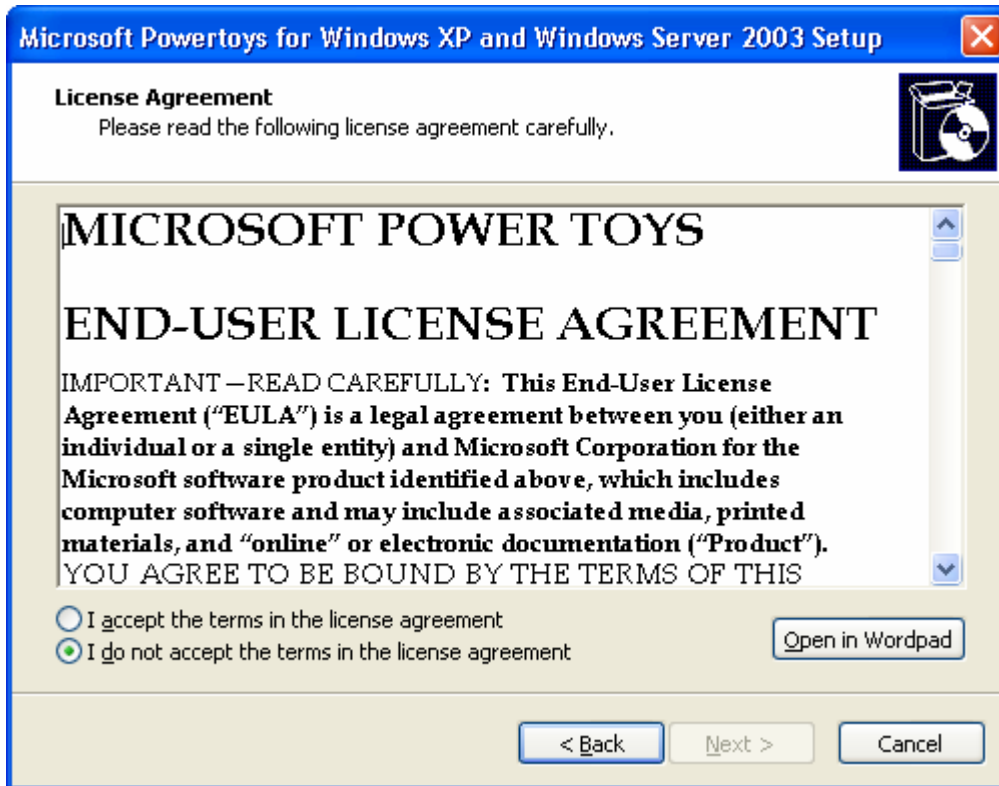 Microsoft Powertoys for Windows XP and Windows Server 2003 Setup
License Agreement
Please read the following license agreement carefully.
MICROSOFT POWER TOYS
END-USER LICENSE AGREEMENT
IMPORTANT—READ CAREFULLY: This End-User License
Agreement (“EULA”) is a legal agreement between you (either an
individual or a single entity) and Microsoft Corporation for the
Microsoft software product identified above, which includes
computer software and may include associated media, printed
materials, and “online” or electronic documentation (“Product”).
YOU AGREE TO BE BOUND BY THE TERMS OF THIS
I accept the terms in the license agreement
I do not accept the terms in the license agreement
Open in Wordpad
< Back
Next >
Cancel